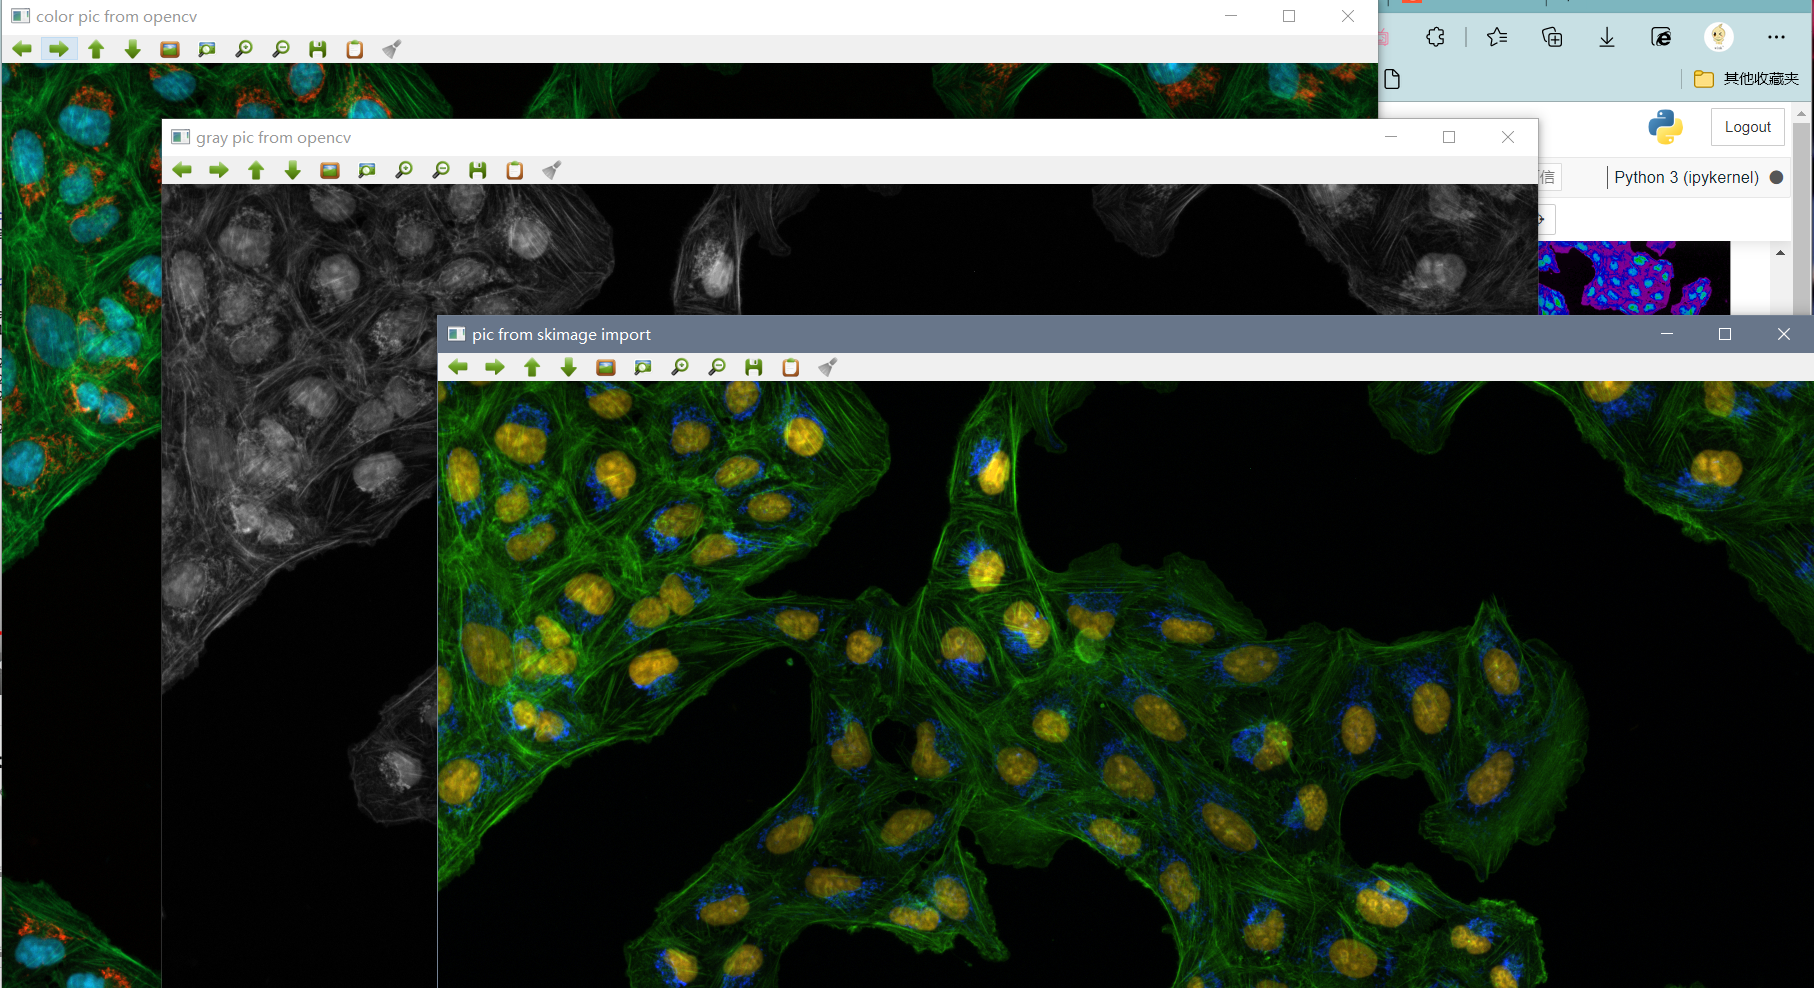 color pic from opencv
其他收藏夹
Logout
gray pic from opencv
信
Python 3 (ipykernel)
pic from skimage import